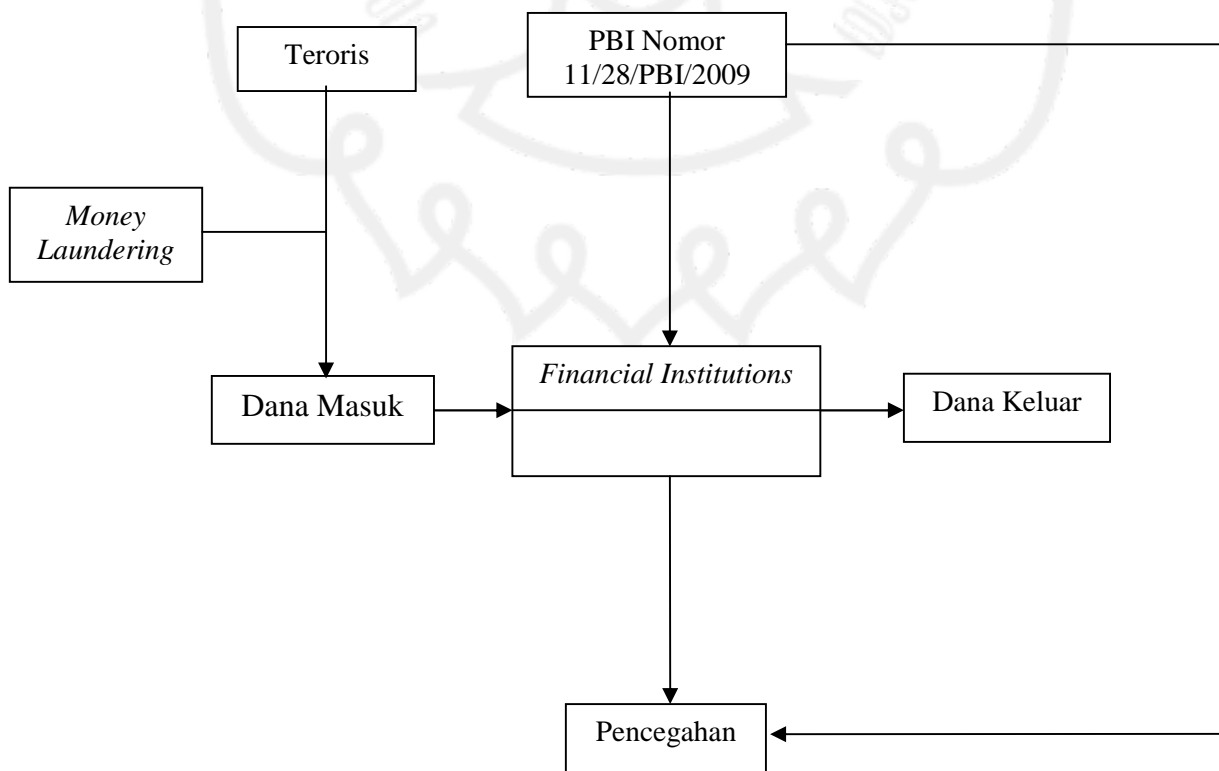 Teroris
PBI Nomor
11/28/PBI/2009
Money
Laundering
Dana Masuk
Financial Institutions
Dana Keluar
Pencegahan